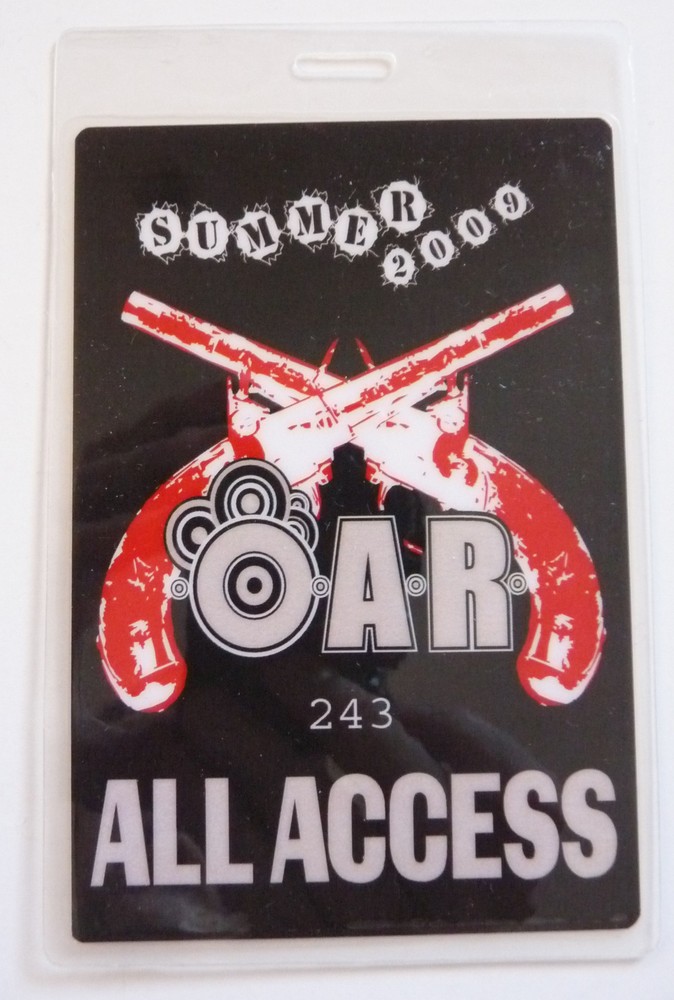 SUMMER
2009
O.A.R.
243
ALL ACCESS